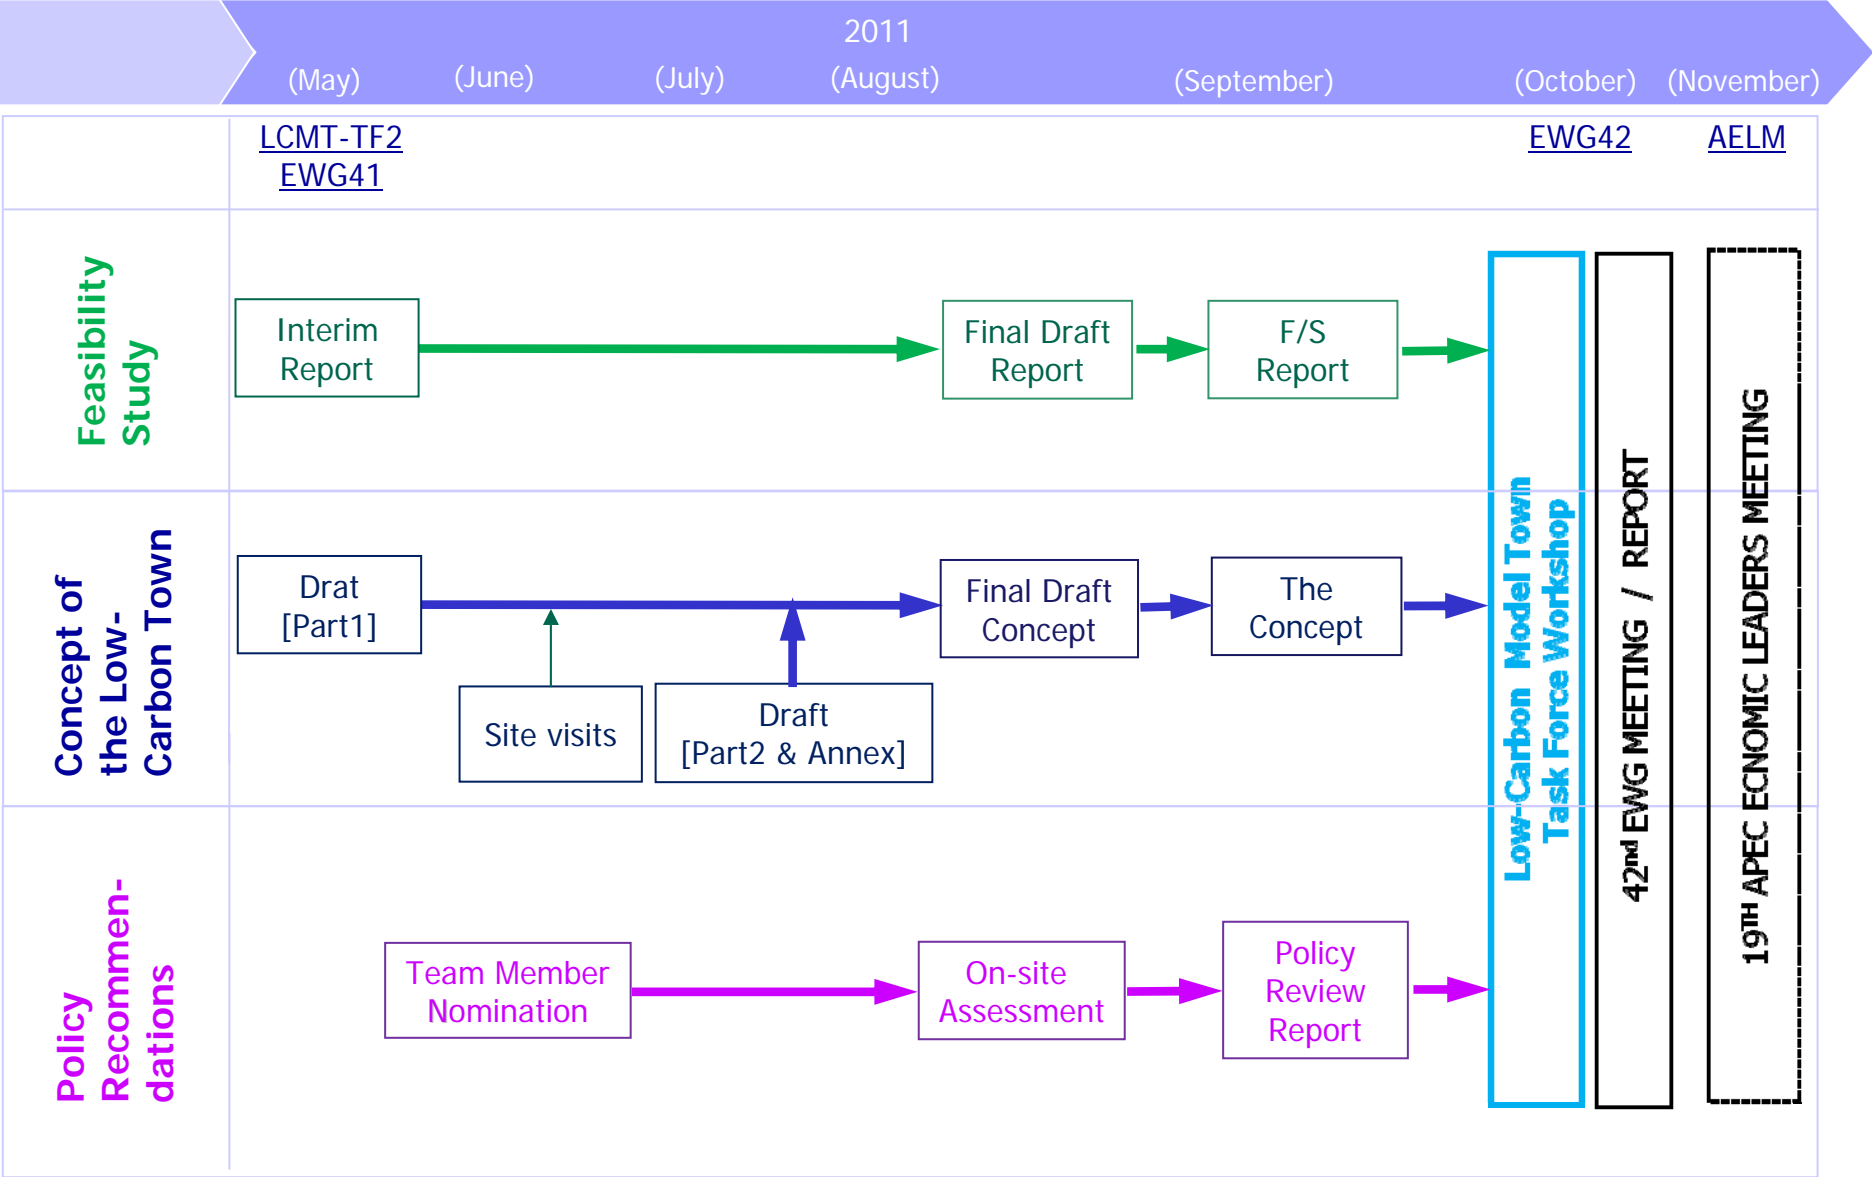 2011
(May)
(June)
(July)
(August)
(September)
(October)
(November)
LCMT-TF2
EWG41
EWG42
AELM
Feasibility
Study
Interim
Report
Final Draft
Report
F/S
Report
Concept of
the Low-
Carbon Town
Drat
[Part1]
Site visits
Draft
[Part2 & Annex]
Final Draft
Concept
The
Concept
Policy
Recommen-
dations
Team Member
Nomination
On-site
Assessment
Policy
Review
Report
Low-Carbon Model Town
Task Force Workshop
42nd EWG MEETING / REPORT
19TH APEC ECNOMIC LEADERS MEETING